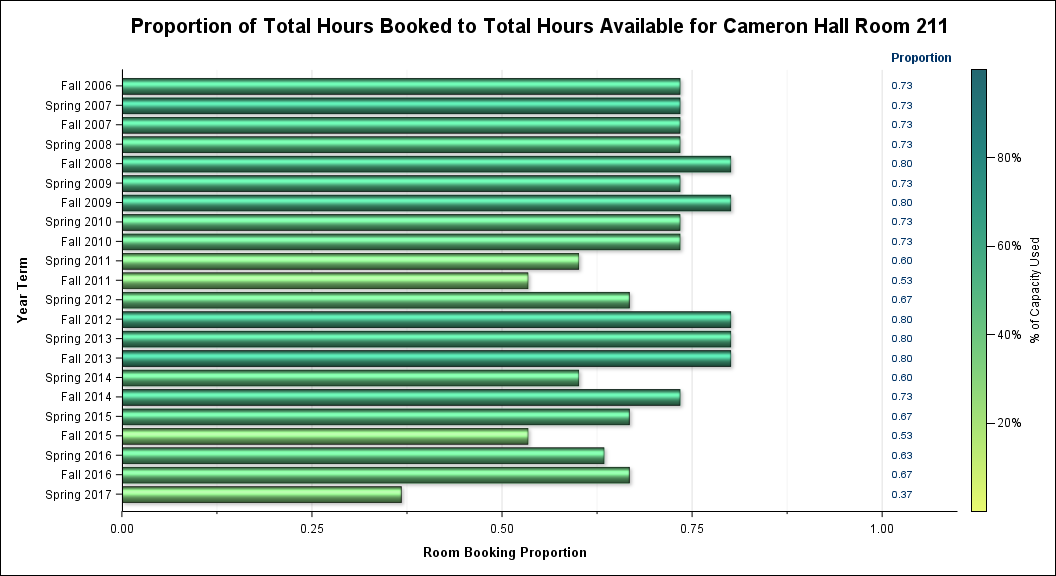 Proportion of Total Hours Booked to Total Hours Available for Cameron Hall Room 211
Proportion
Fall 2006 0.73
Spring 2007 0.73
Fall 2007 0.73
Spring 2008 0.73
Fall 2008 0.80
Spring 2009 0.73
Fall 2009 0.80
Spring 2010 0.73
Fall 2010 0.73
Spring 2011 0.60
Fall 2011 0.53
Spring 2012 0.67
Fall 2012 0.80
Spring 2013 0.80
Fall 2013 0.80
Spring 2014 0.60
Fall 2014 0.73
Spring 2015 0.67
Fall 2015 0.53
Spring 2016 0.63
Fall 2016 0.67
Spring 2017 0.37
Year Term
0.00 0.25 0.50 0.75 1.00
Room Booking Proportion
80%
60%
40%
20%
% of Capacity Used